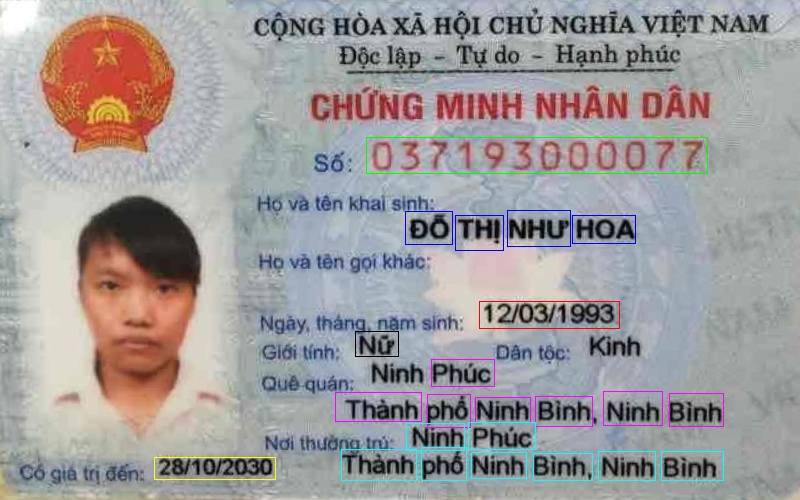 CỘNG HÒA XÃ HỘI CHỦ NGHĨA VIỆT NAM
Độc lập - Tự do - Hạnh phúc
CHỨNG MINH NHÂN DÂN
Số: 037193000077
Họ và tên khai sinh:
ĐỖ THỊ NHƯ HOA
Họ và tên gọi khác:
Ngày, tháng, năm sinh: 12/03/1993
Giới tính: Nữ Dân tộc: Kinh
Quê quán: Ninh Phúc
Thành phố Ninh Bình, Ninh Bình
Nơi thường trú: Ninh Phúc
Có giá trị đến: 28/10/2030 Thành phố Ninh Bình, Ninh Bình